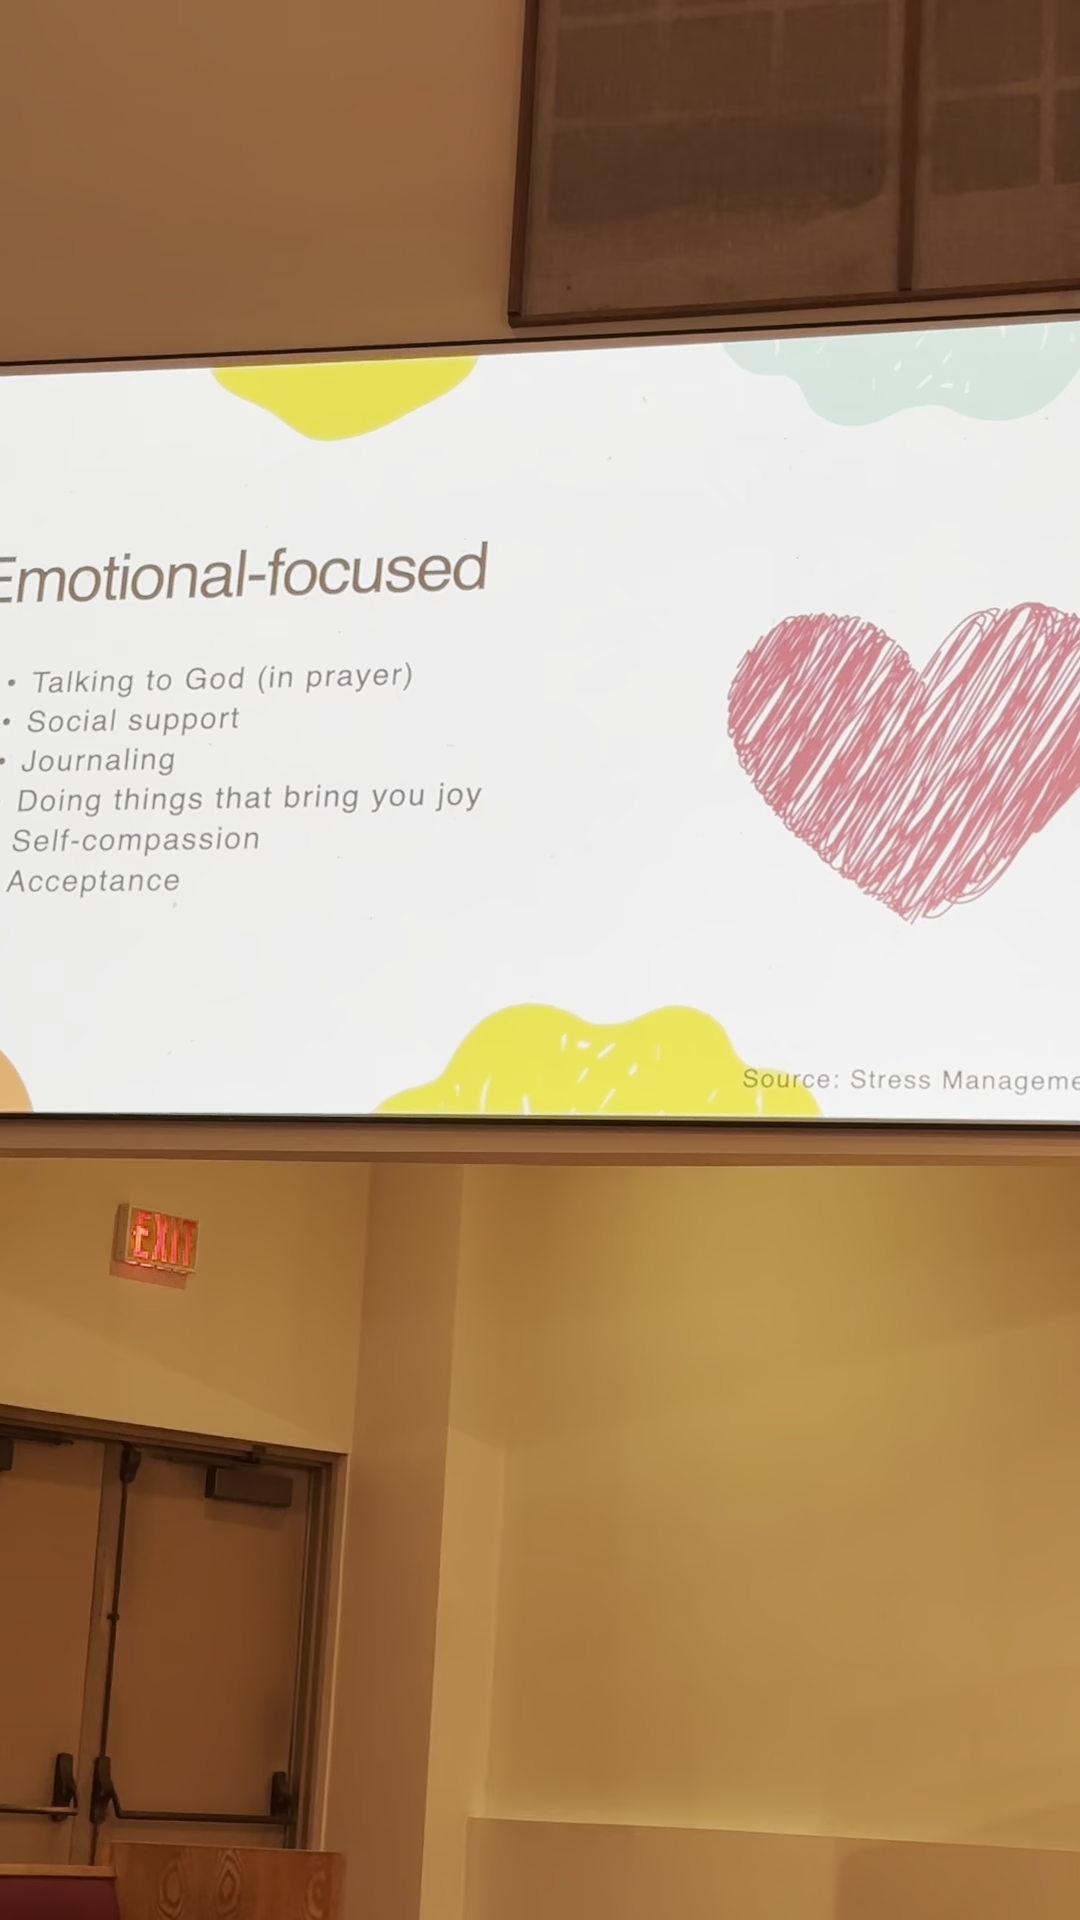 Emotional-focused
• Talking to God (in prayer)
• Social support
• Journaling
Doing things that bring you joy
Self-compassion
Acceptance
Source: Stress Manageme
EXIT